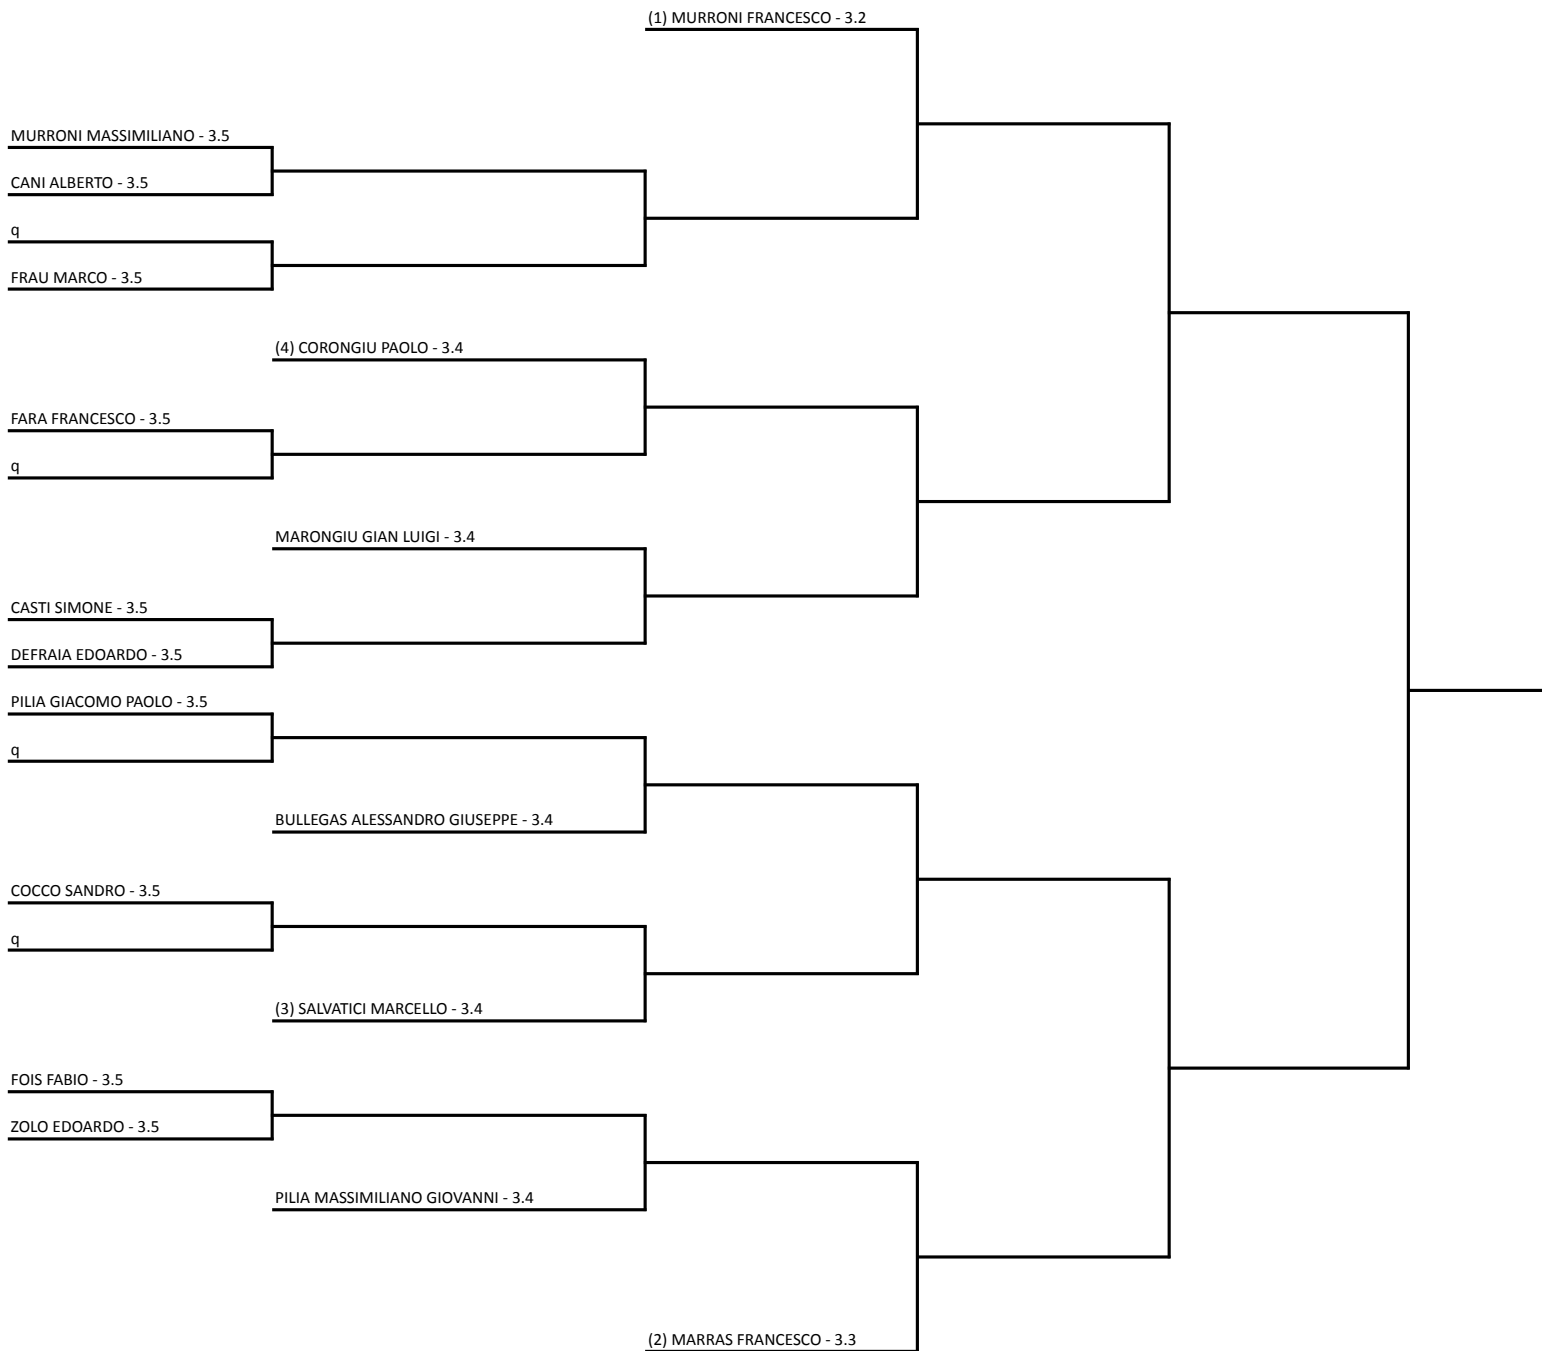 (1) MURRONI FRANCESCO - 3.2
MURRONI MASSIMILIANO - 3.5
CANI ALBERTO - 3.5
q
FRAU MARCO - 3.5
(4) CORONGIU PAOLO - 3.4
FARA FRANCESCO - 3.5
q
MARONGIU GIAN LUIGI - 3.4
CASTI SIMONE - 3.5
DEFRAIA EDOARDO - 3.5
PILIA GIACOMO PAOLO - 3.5
q
BULLEGAS ALESSANDRO GIUSEPPE - 3.4
COCCO SANDRO - 3.5
q
(3) SALVATICI MARCELLO - 3.4
FOIS FABIO - 3.5
ZOLO EDOARDO - 3.5
PILIA MASSIMILIANO GIOVANNI - 3.4
(2) MARRAS FRANCESCO - 3.3